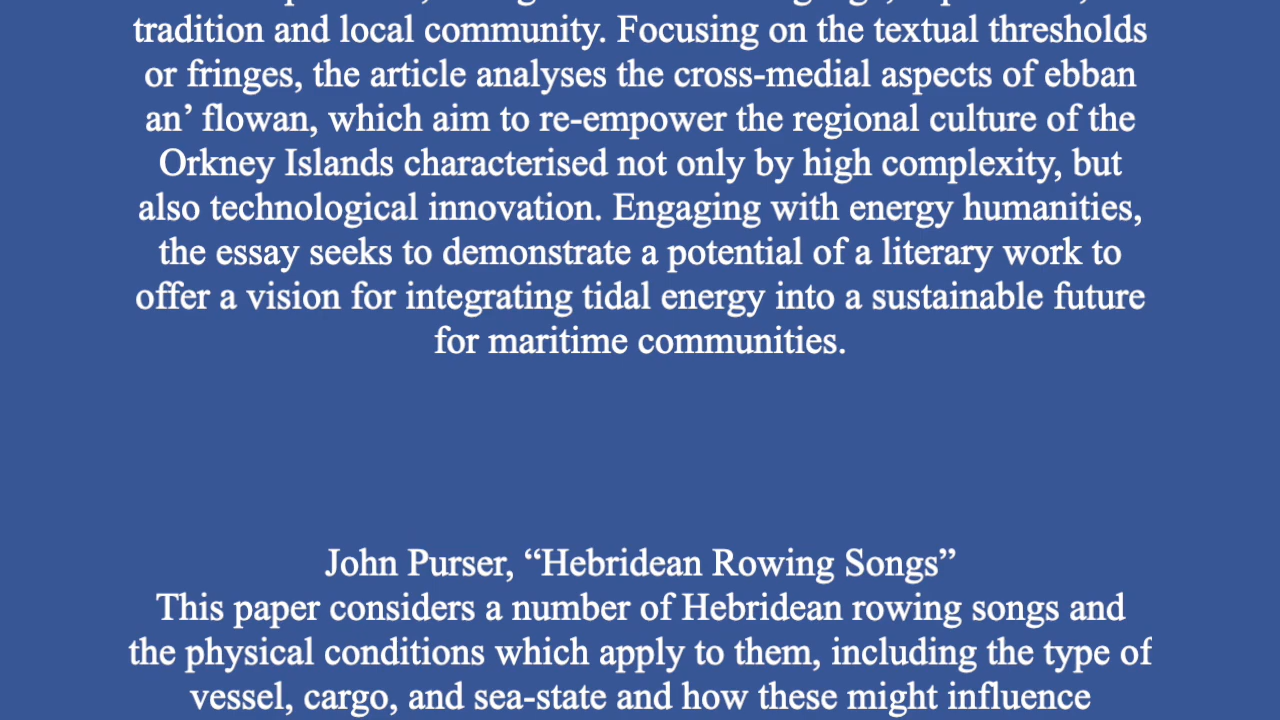 tradition and local community. Focusing on the textual thresholds
or fringes, the article analyses the cross-medial aspects of ebban
an’ flowan, which aim to re-empower the regional culture of the
Orkney Islands characterised not only by high complexity, but
also technological innovation. Engaging with energy humanities,
the essay seeks to demonstrate a potential of a literary work to
offer a vision for integrating tidal energy into a sustainable future
for maritime communities.
John Purser, “Hebridean Rowing Songs”
This paper considers a number of Hebridean rowing songs and
the physical conditions which apply to them, including the type of
vessel, cargo, and sea-state and how these might influence